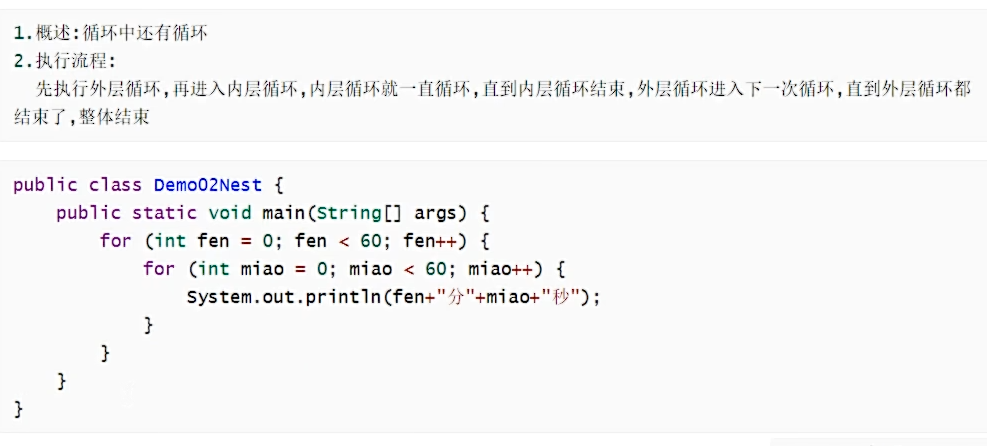 1.概述:循环中还有循环
2.执行流程:
  先执行外层循环,再进入内层循环,内层循环就一直循环,直到内层循环结束,外层循环进入下一次循环,直到外层循环都
结束了,整体结束
public class Demo02Nest {
    public static void main(String[] args) {
        for (int fen = 0; fen < 60; fen++) {
            for (int miao = 0; miao < 60; miao++) {
                System.out.println(fen+"分"+miao+"秒");
            }
        }
    }
}